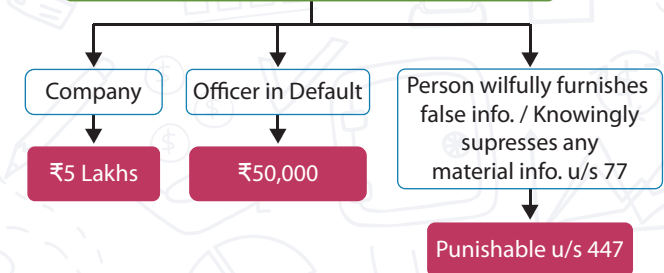 Company
Officer in Default
Person wilfully furnishes
false info. / Knowingly
supresses any
material info. u/s 77
₹5 Lakhs
₹50,000
Punishable u/s 447